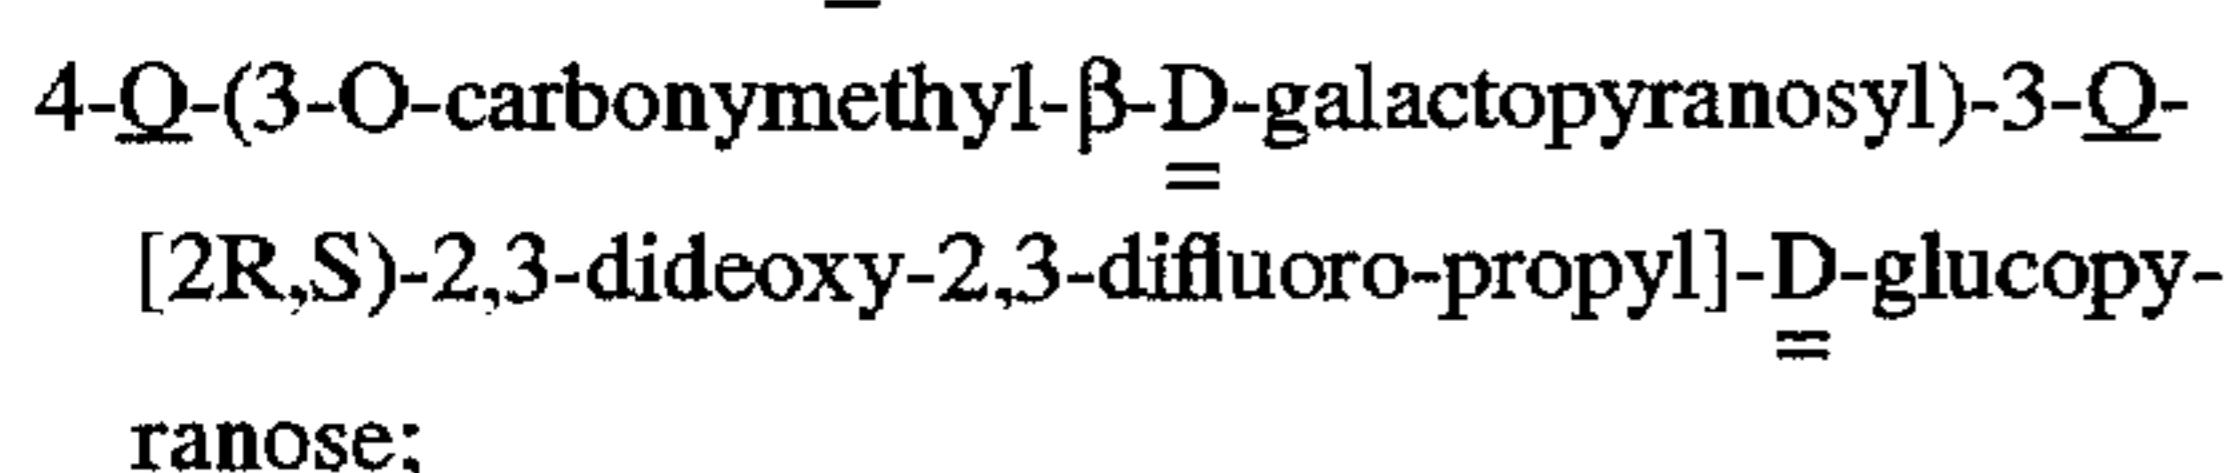 4-O-(3-O-carbonymethyl-β-D-galactopyranosyl)-3-O-
[2R,S)-2,3-dideoxy-2,3-difluoro-propyl]-D-glucopy-
ranose;